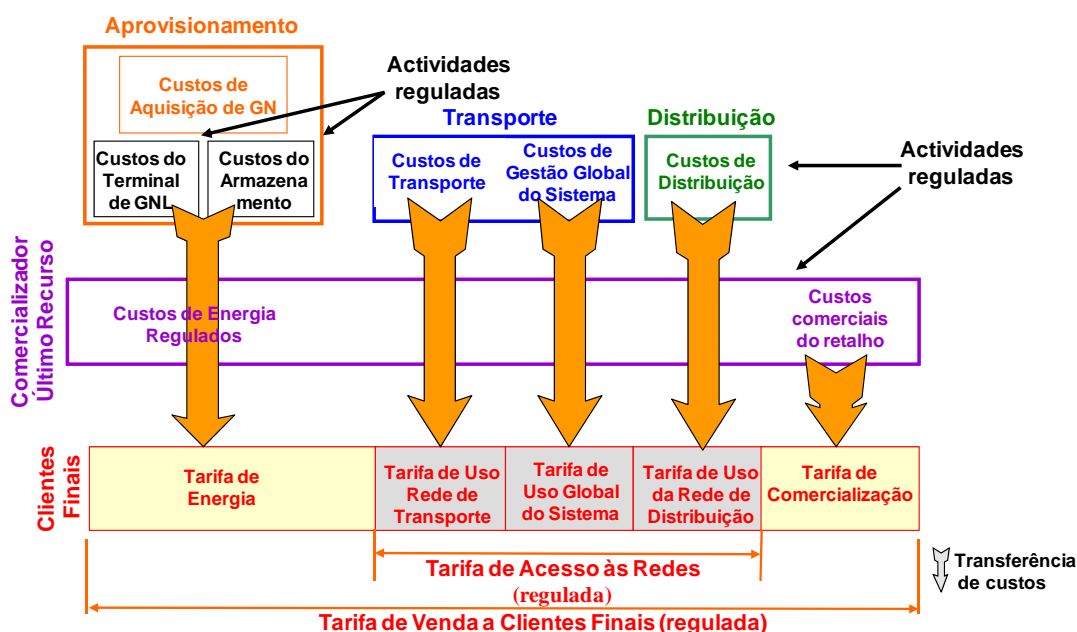 Aprovisionamento
Custos de
Aquisição de GN
Actividades
reguladas
Custos do
Terminal
de GNL
Custos do
Armazena
mento
Transporte
Custos de
Transporte
Custos de
Gestão Global
do Sistema
Distribuição
Custos de
Distribuição
Actividades
reguladas
Comercializador
Último Recurso
Custos de Energia
Regulados
Custos
comerciais
do retalho
Clientes
Finais
Tarifa de
Energia
Tarifa de Uso
Rede de
Transporte
Tarifa de
Uso Global
do Sistema
Tarifa de Uso
da Rede de
Distribuição
Tarifa de
Comercialização
Tarifa de Acesso às Redes
(regulada)
Tarifa de Venda a Clientes Finais (regulada)
Transferência
de custos